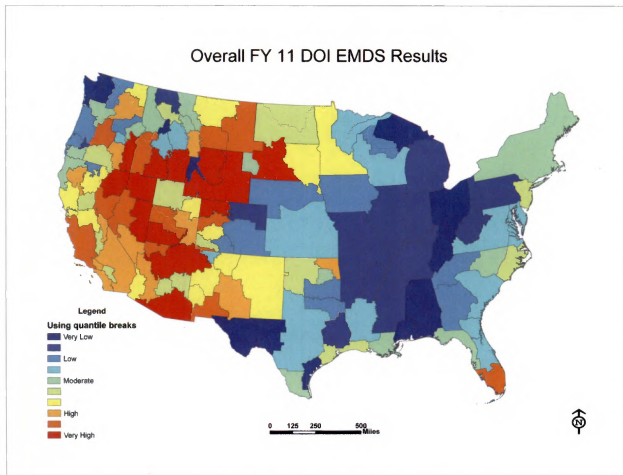 Overall FY 11 DOI EMDS Results
Legend
Using quantile breaks
Very Low
Low
Moderate
High
Very High
0 125 250 500
Miles
N